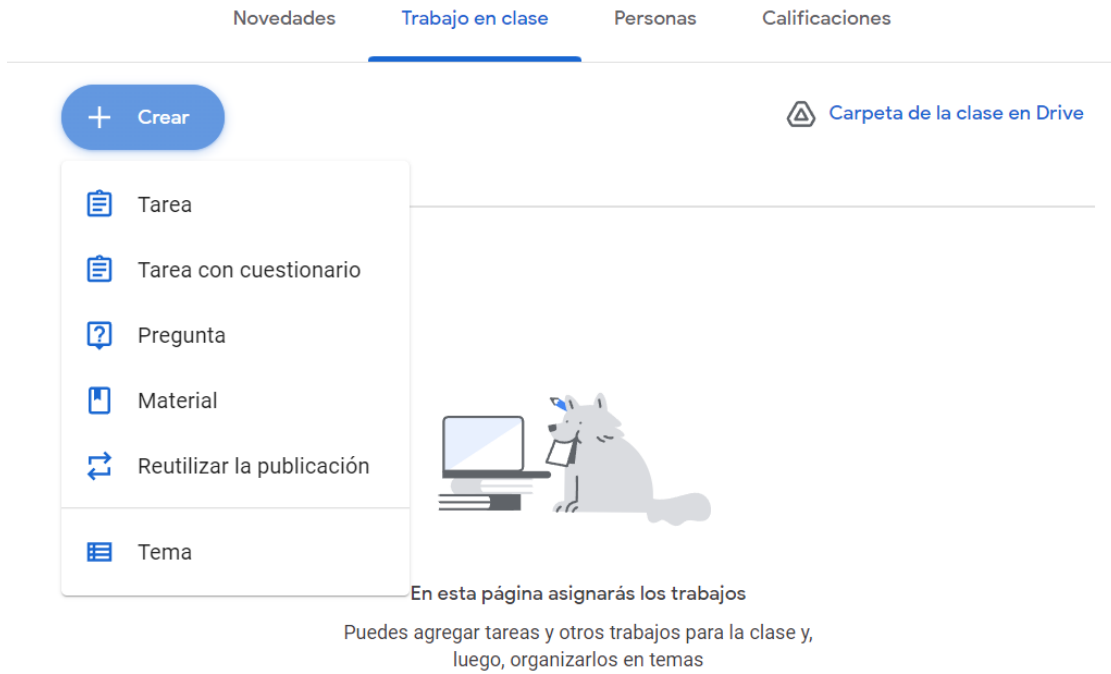 Novedades Trabajo en clase Personas Calificaciones
Crear
Carpeta de la clase en Drive
Tarea
Tarea con cuestionario
Pregunta
Material
Reutilizar la publicación
Tema
En esta página asignarás los trabajos
Puedes agregar tareas y otros trabajos para la clase y,
luego, organizarlos en temas